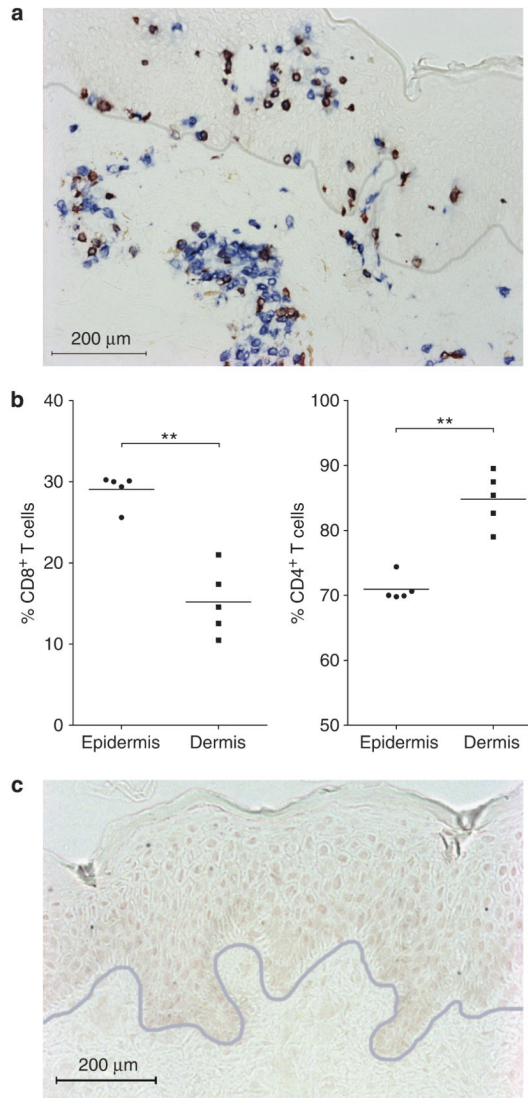 a
200 μm
b
40
30
20
10
0
% CD8+ T cells
**
Epidermis
Dermis
100
90
80
70
60
50
% CD4+ T cells
**
Epidermis
Dermis
c
200 μm